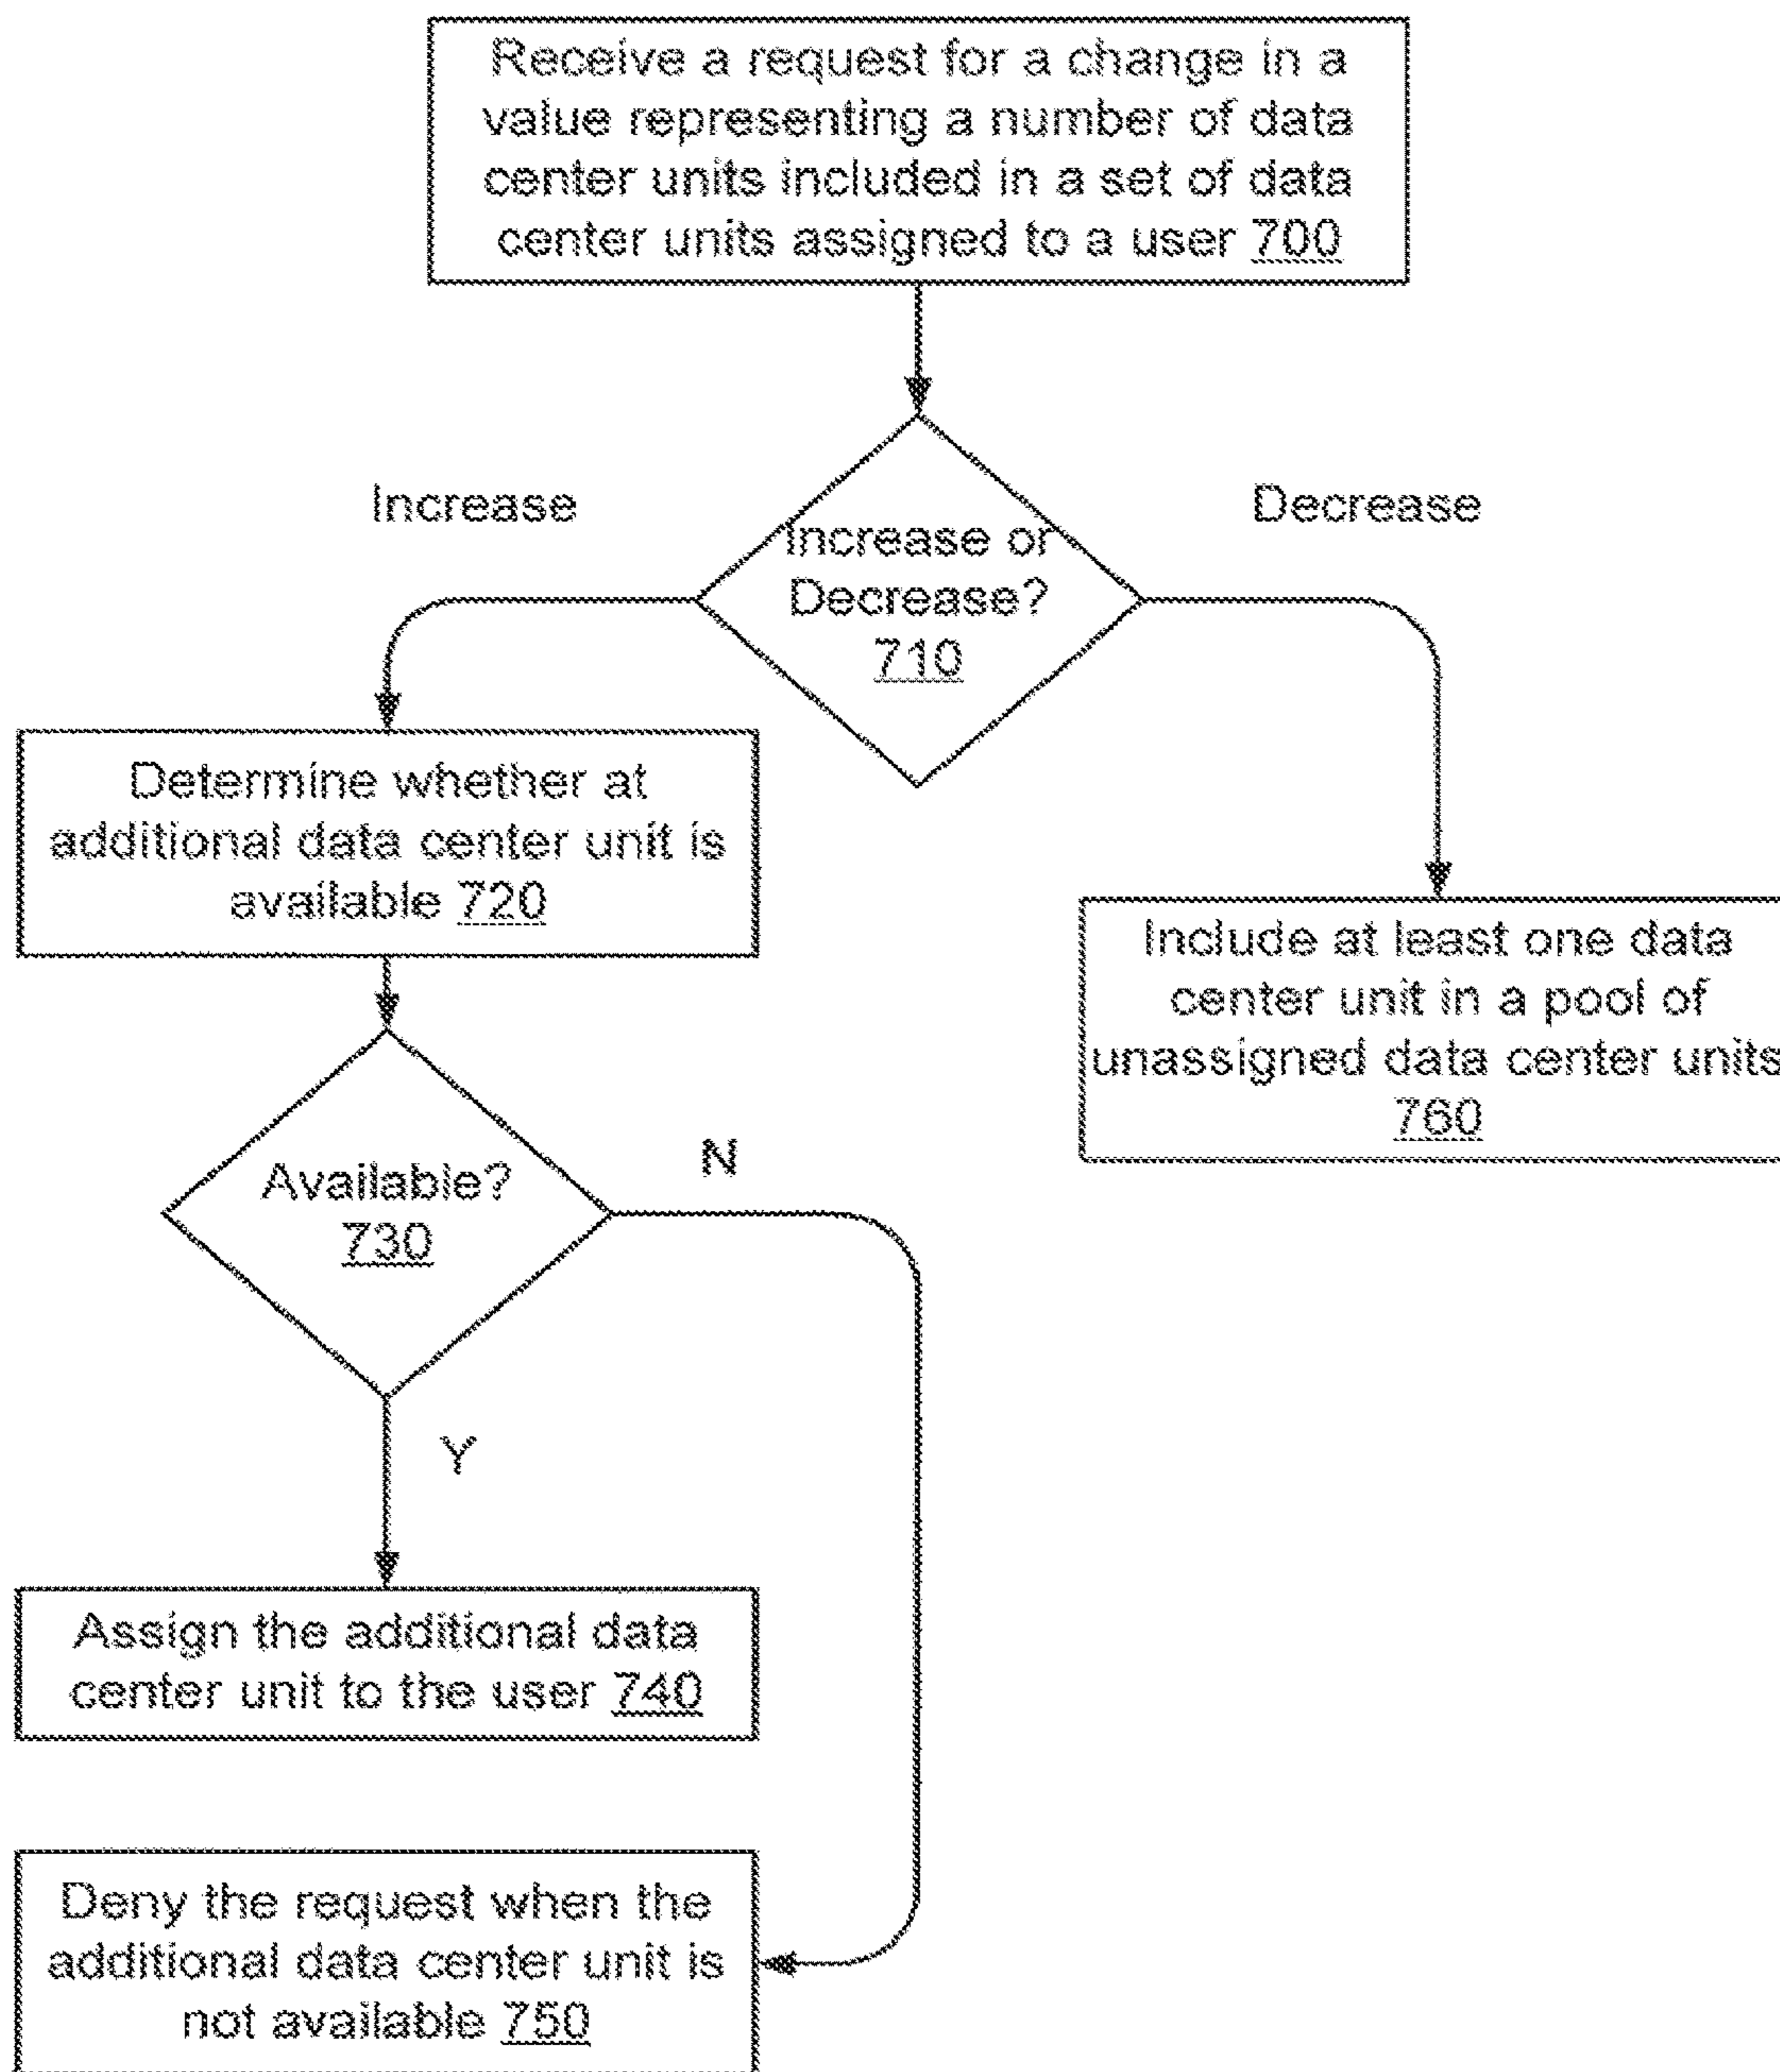 Receive a request for a change in a
value representing a number of data
center units included in a set of data
center units assigned to a user 700
Increase
Decrease
Increase or
Decrease?
710
Determine whether at
additional data center unit is
available 720
Include at least one data
center unit in a pool of
unassigned data center units
760
Available?
730
N
Y
Assign the additional data
center unit to the user 740
Deny the request when the
additional data center unit is
not available 750